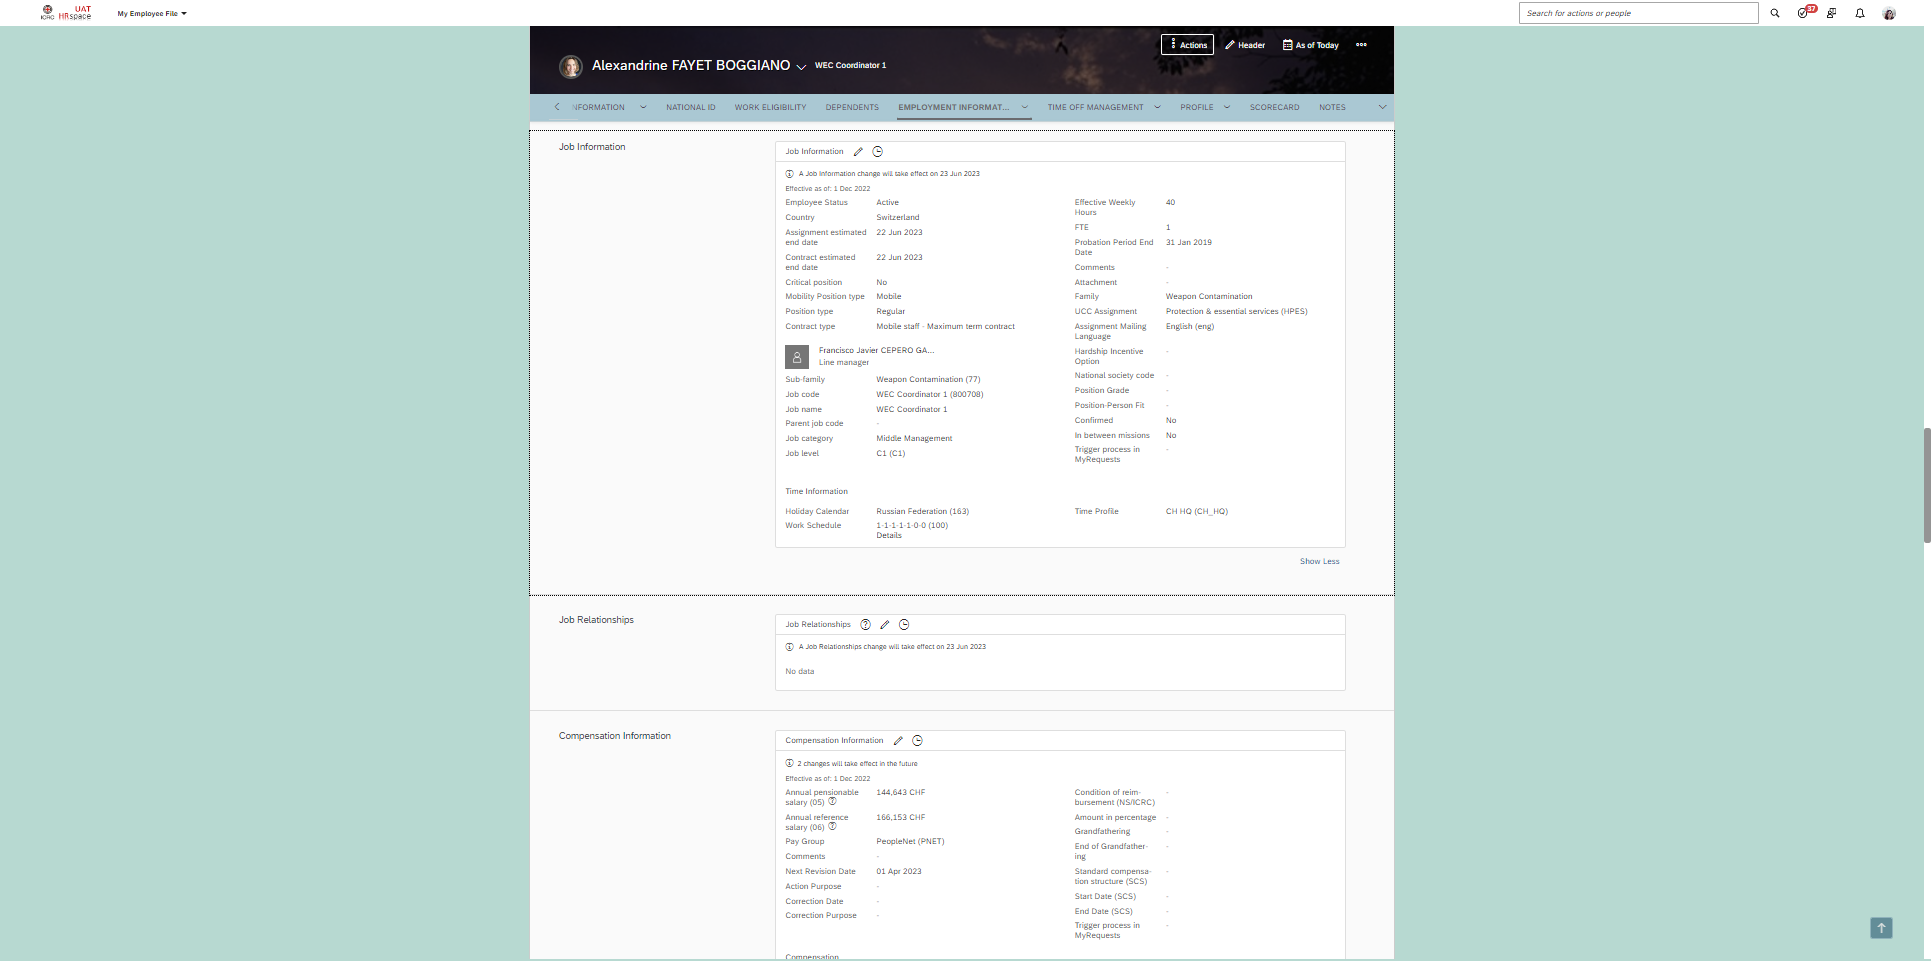 UAT
ICRC HRspace
My Employee File
Search for actions or people
37
Alexandrine FAYET BOGGIANO
WEC Coordinator 1
Actions
Header
As of Today
NFORMATION
NATIONAL ID
WORK ELIGIBILITY
DEPENDENTS
EMPLOYMENT INFORMAT...
TIME OFF MANAGEMENT
PROFILE
SCORECARD
NOTES
Job Information
Job Information
A Job Information change will take effect on 23 Jun 2023
Effective as of: 1 Dec 2022
Employee Status Active
Country Switzerland
Assignment estimated
end date 22 Jun 2023
Contract estimated
end date 22 Jun 2023
Critical position No
Mobility Position type Mobile
Position type Regular
Contract type Mobile staff - Maximum term contract
Francisco Javier CEPERO GA...
Line manager
Sub-family Weapon Contamination (77)
Job code WEC Coordinator 1 (800708)
Job name WEC Coordinator 1
Parent job code -
Job category Middle Management
Job level C1 (C1)
Effective Weekly
Hours 40
FTE 1
Probation Period End
Date 31 Jan 2019
Comments -
Attachment -
Family Weapon Contamination
UCC Assignment Protection & essential services (HPES)
Assignment Mailing
Language English (eng)
Hardship Incentive
Option -
National society code -
Position Grade -
Position-Person Fit -
Confirmed No
In between missions No
Trigger process in
MyRequests -
Time Information
Holiday Calendar Russian Federation (163)
Work Schedule 1-1-1-1-1-0-0 (100)
Details
Time Profile CH HQ (CH_HQ)
Show Less
Job Relationships
Job Relationships
A Job Relationships change will take effect on 23 Jun 2023
No data
Compensation Information
Compensation Information
2 changes will take effect in the future
Effective as of: 1 Dec 2022
Annual pensionable
salary (05) 144,643 CHF
Annual reference
salary (06) 166,153 CHF
Pay Group PeopleNet (PNET)
Comments -
Next Revision Date 01 Apr 2023
Action Purpose -
Correction Date -
Correction Purpose -
Condition of reim-
bursement (NS/ICRC) -
Amount in percentage -
Grandfathering -
End of Grandfather-
ing -
Standard compensa-
tion structure (SCS) -
Start Date (SCS) -
End Date (SCS) -
Trigger process in
MyRequests -
Compensation